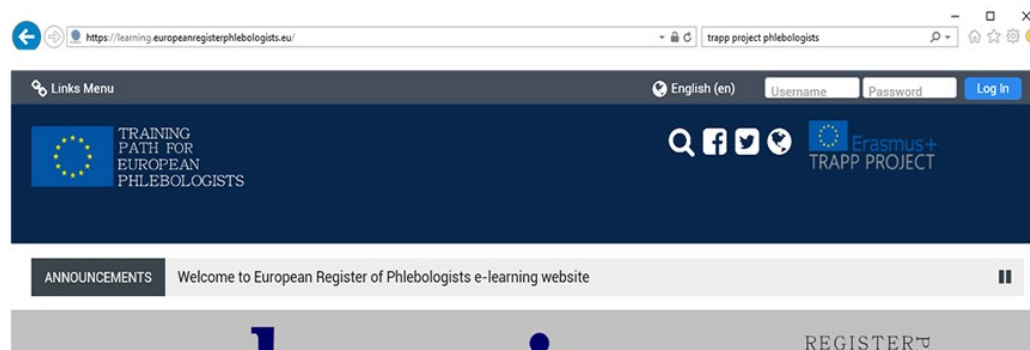 https://learning.europeanregisterphlebologists.eu/
trapp project phlebologists
Links Menu
English (en)
Username
Password
Log In
TRAINING
PATH FOR
EUROPEAN
PHLEBOLOGISTS
Erasmus+
TRAPP PROJECT
ANNOUNCEMENTS
Welcome to European Register of Phlebologists e-learning website
REGISTER